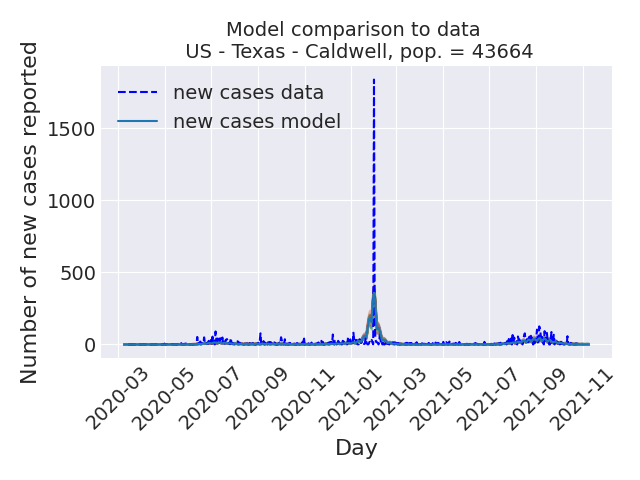 Model comparison to data
US - Texas - Caldwell, pop. = 43664
new cases data
new cases model
Number of new cases reported
1500
1000
500
0
2020-03
2020-05
2020-07
2020-09
2020-11
2021-01
2021-03
2021-05
2021-07
2021-09
2021-11
Day